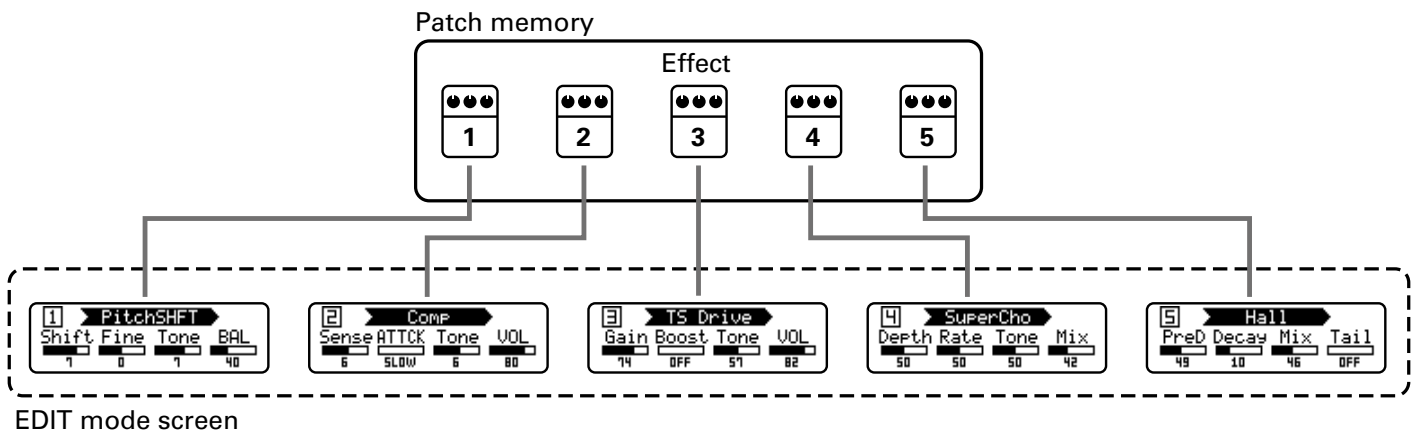 Patch memory
Effect
1 2 3 4 5
1 PitchSHFT
Shift Fine Tone BAL
7 0 7 40
2 Comp
Sense ATTCK Tone VOL
6 SLOW 6 80
3 TS Drive
Gain Boost Tone VOL
74 OFF 57 82
4 SuperCho
Depth Rate Tone Mix
50 50 50 42
5 Hall
PreD Decay Mix Tail
49 10 46 OFF
EDIT mode screen